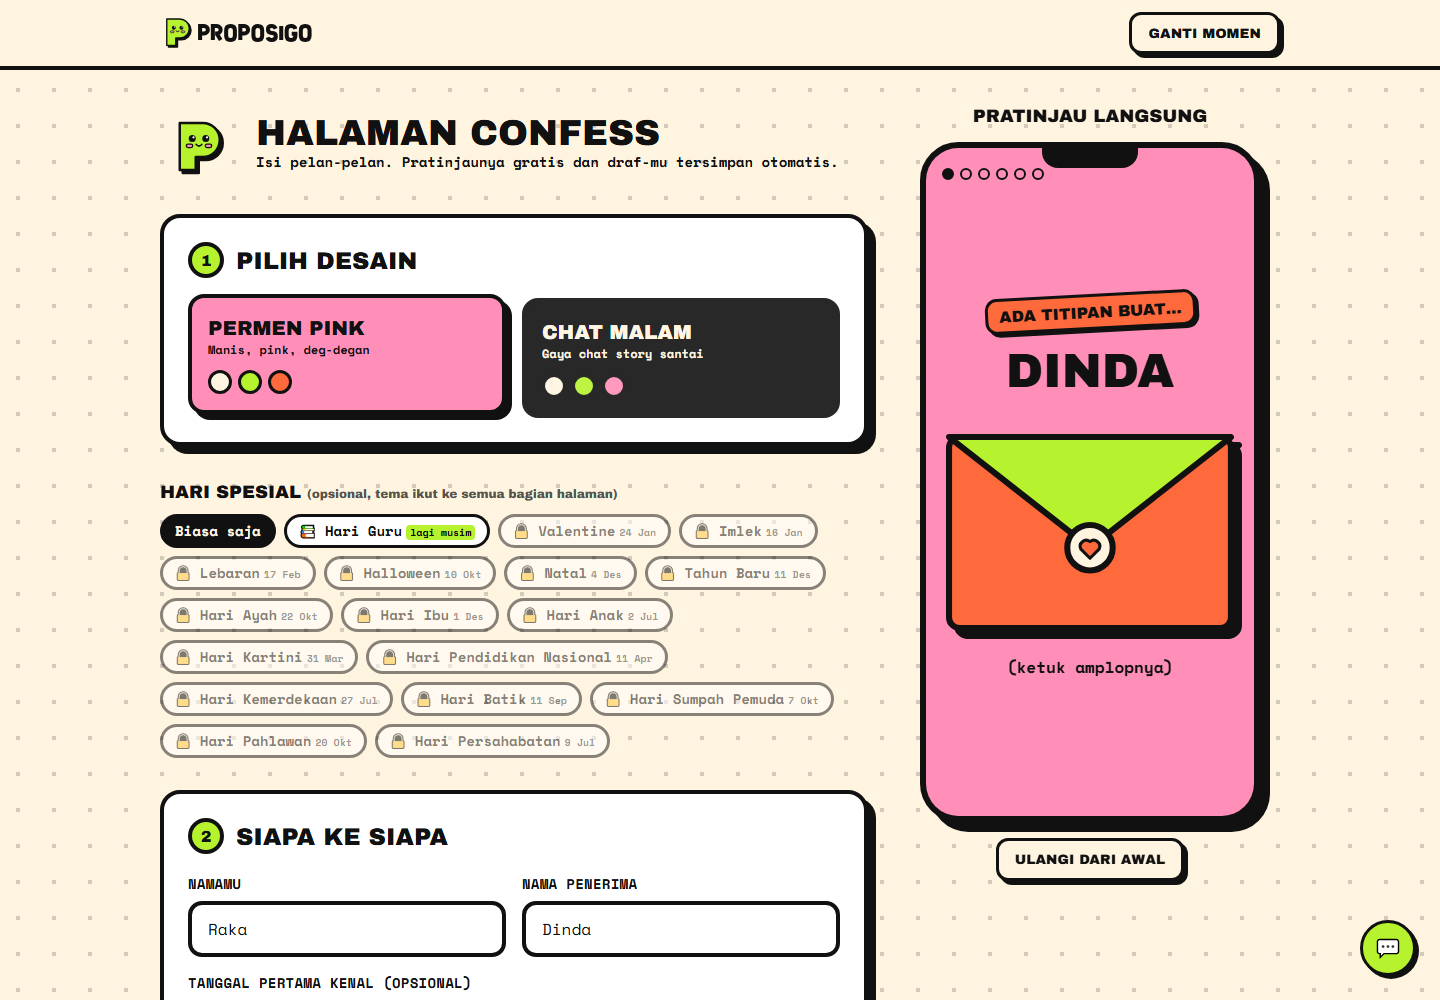 PROPOSIGO
GANTI MOMEN
HALAMAN CONFESS
Isi pelan-pelan. Pratinjaunya gratis dan draf-mu tersimpan otomatis.
1 PILIH DESAIN
PERMEN PINK
Manis, pink, deg-degan
CHAT MALAM
Gaya chat story santai
HARI SPESIAL (opsional, tema ikut ke semua bagian halaman)
Biasa saja
Hari Guru lagi musim
Valentine 24 Jan
Imlek 16 Jan
Lebaran 17 Feb
Halloween 10 Okt
Natal 4 Des
Tahun Baru 11 Des
Hari Ayah 22 Okt
Hari Ibu 1 Des
Hari Anak 2 Jul
Hari Kartini 31 Mar
Hari Pendidikan Nasional 11 Apr
Hari Kemerdekaan 27 Jul
Hari Batik 11 Sep
Hari Sumpah Pemuda 7 Okt
Hari Pahlawan 20 Okt
Hari Persahabatan 9 Jul
2 SIAPA KE SIAPA
NAMAMU
Raka
NAMA PENERIMA
Dinda
TANGGAL PERTAMA KENAL (OPSIONAL)
PRATINJAU LANGSUNG
ADA TITIPAN BUAT...
DINDA
(ketuk amplopnya)
ULANGI DARI AWAL